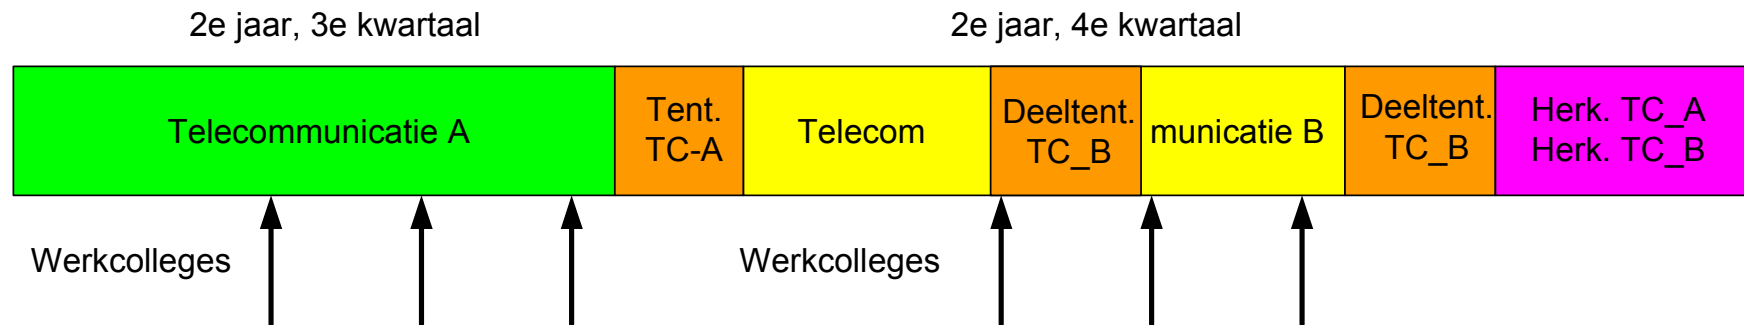 2e jaar, 3e kwartaal
2e jaar, 4e kwartaal
Telecommunicatie A
Tent.
TC-A
Telecom
Deeltent.
TC_B
municatie B
Deeltent.
TC_B
Herk. TC_A
Herk. TC_B
Werkcolleges
Werkcolleges